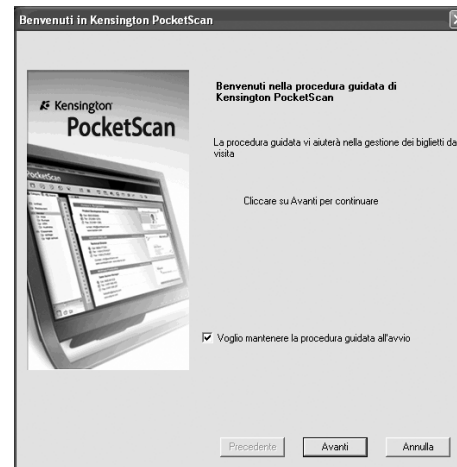 Benvenuti in Kensington PocketScan
Kensington
PocketScan
PocketScan
Benvenuti nella procedura guidata di
Kensington PocketScan
La procedura guidata vi aiuterà nella gestione dei biglietti da
visita
Cliccare su Avanti per continuare
Voglio mantenere la procedura guidata all'avvio
Precedente
Avanti
Annulla